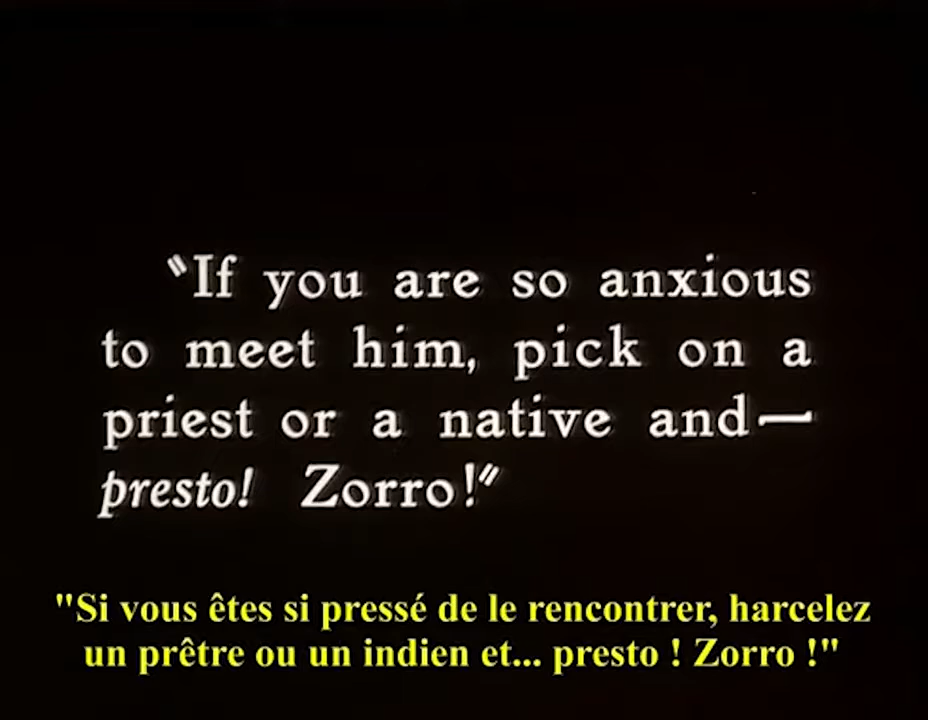 "If you are so anxious
to meet him, pick on a
priest or a native and—
presto! Zorro!"
"Si vous êtes si pressé de le rencontrer, harcelez
un prêtre ou un indien et... presto ! Zorro !"